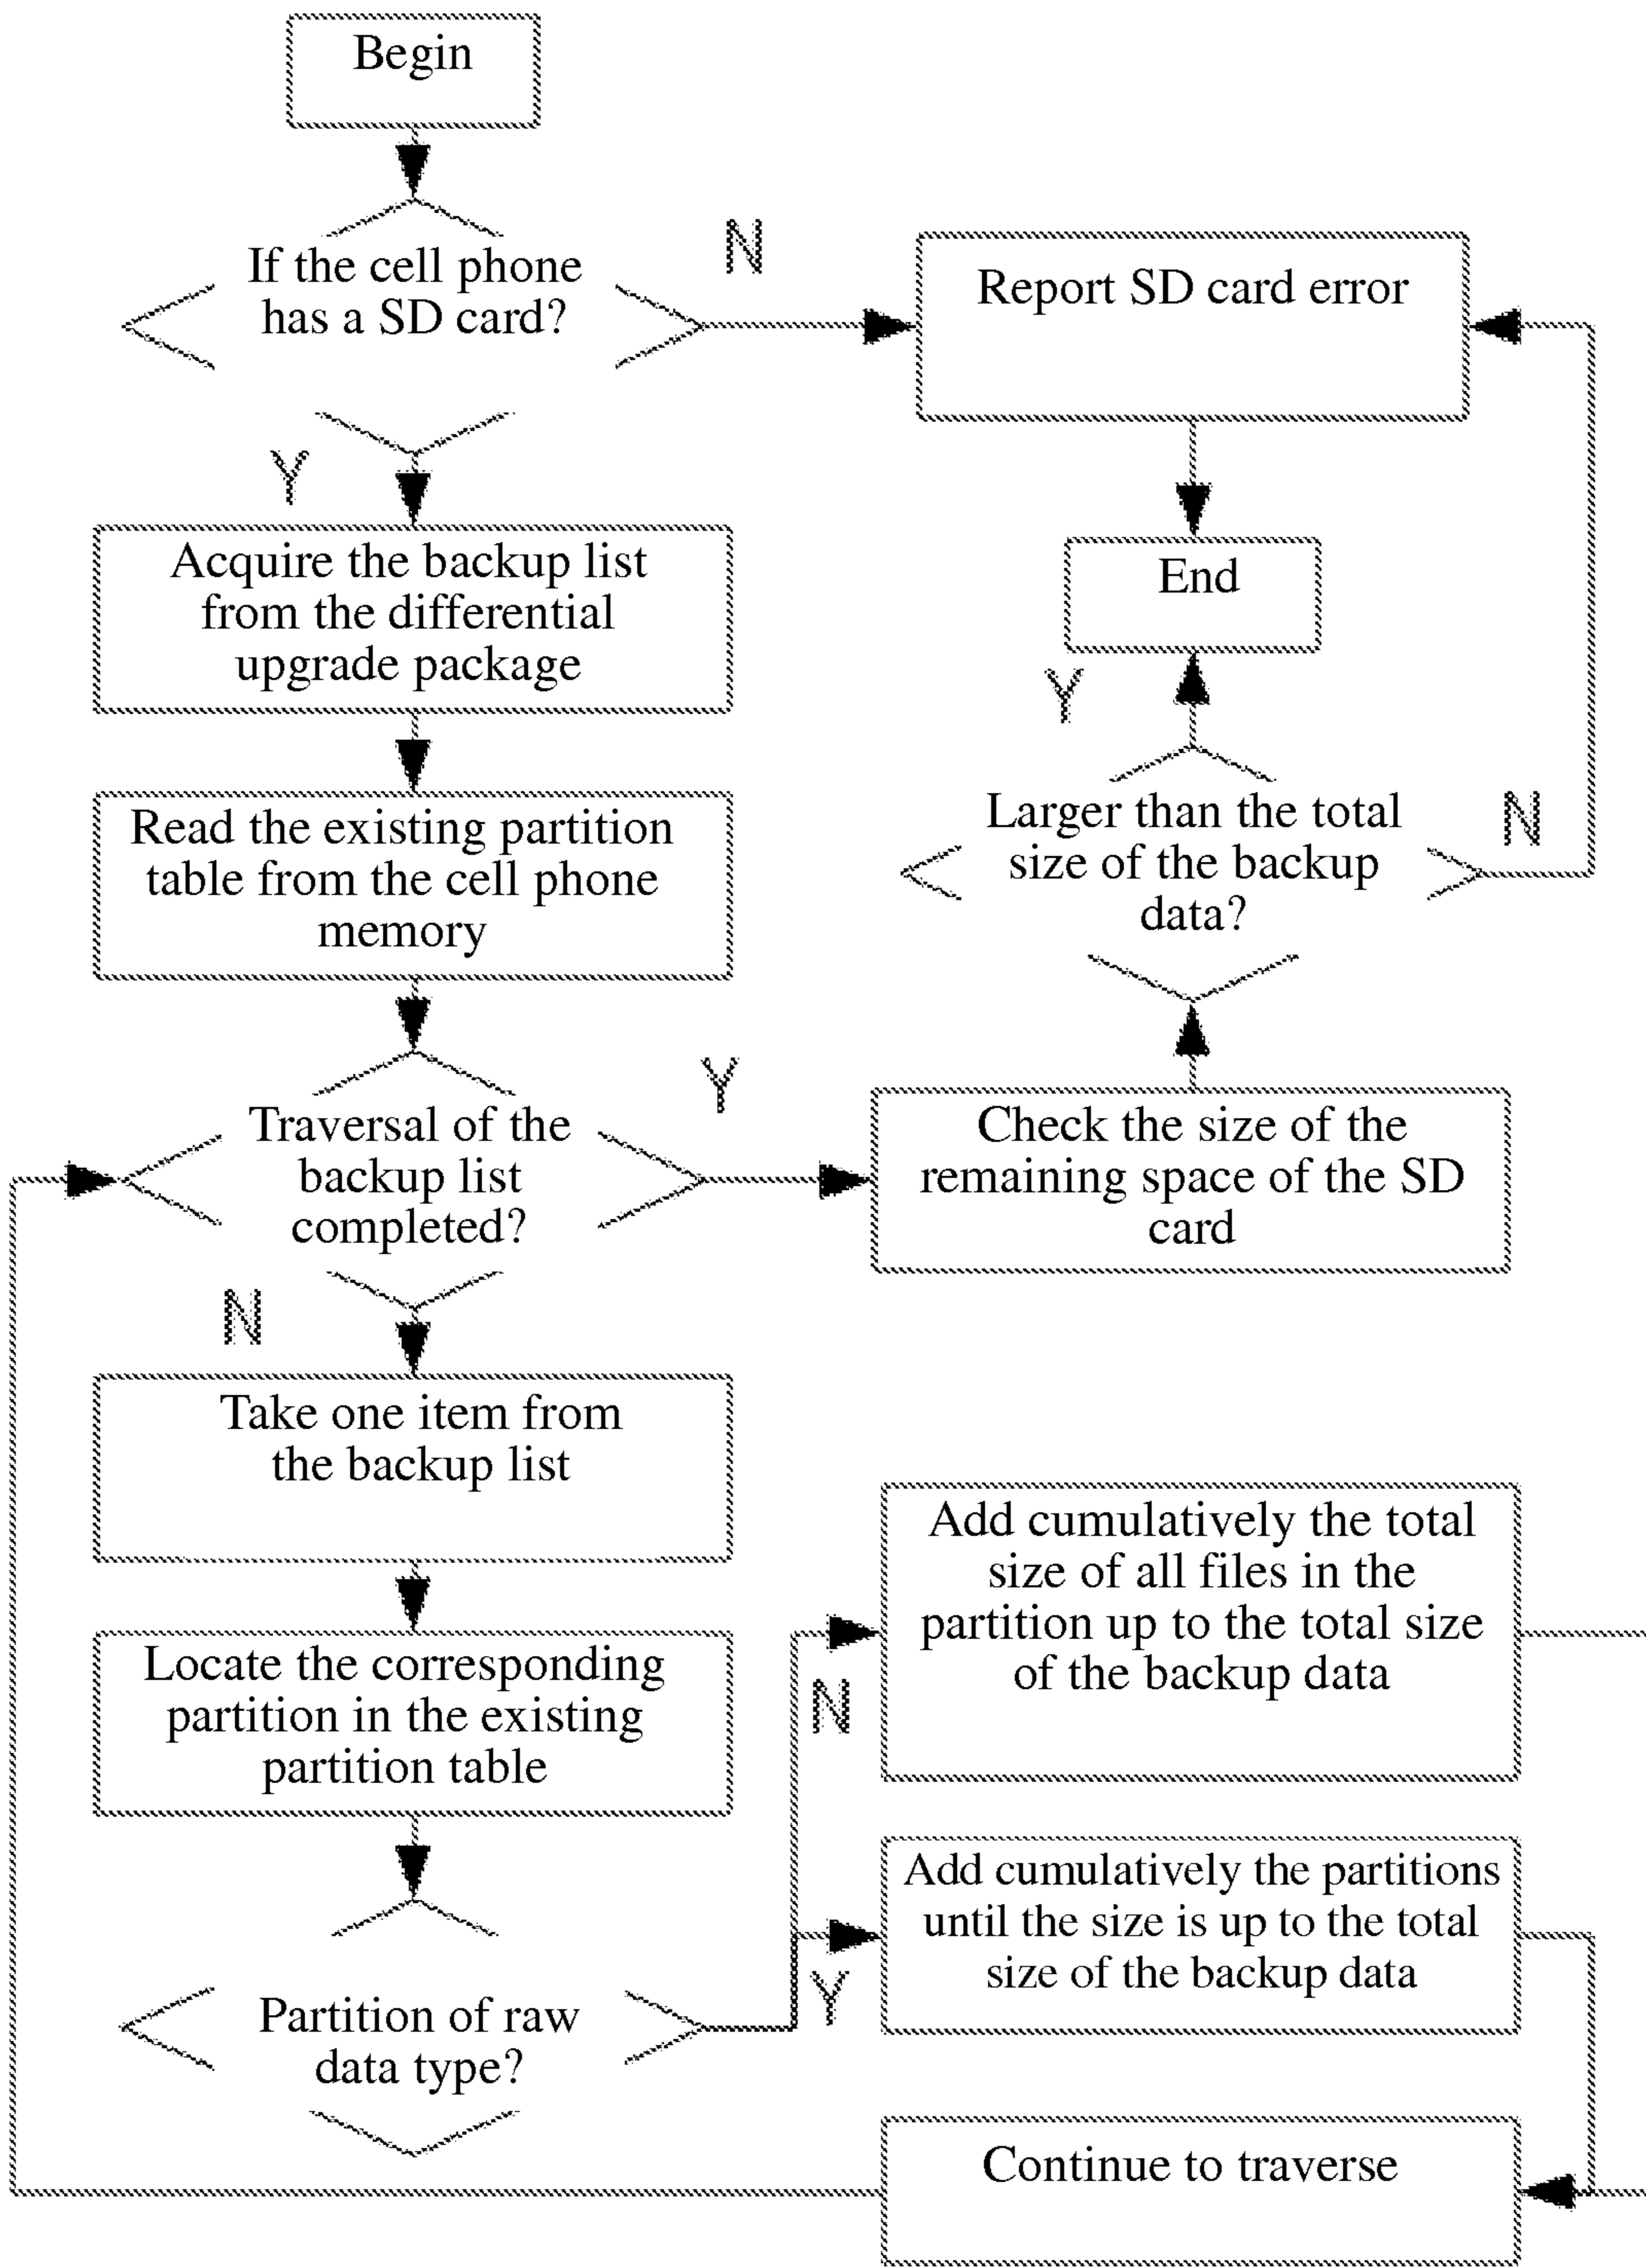 Begin
If the cell phone
has a SD card?
N
Report SD card error
Y
Acquire the backup list
from the differential
upgrade package
End
Y
Read the existing partition
table from the cell phone
memory
Larger than the total
size of the backup
data?
N
Traversal of the
backup list
completed?
Y
Check the size of the
remaining space of the SD
card
N
Take one item from
the backup list
Add cumulatively the total
size of all files in the
partition up to the total size
of the backup data
Locate the corresponding
partition in the existing
partition table
N
Add cumulatively the partitions
until the size is up to the total
size of the backup data
Partition of raw
data type?
Y
Continue to traverse